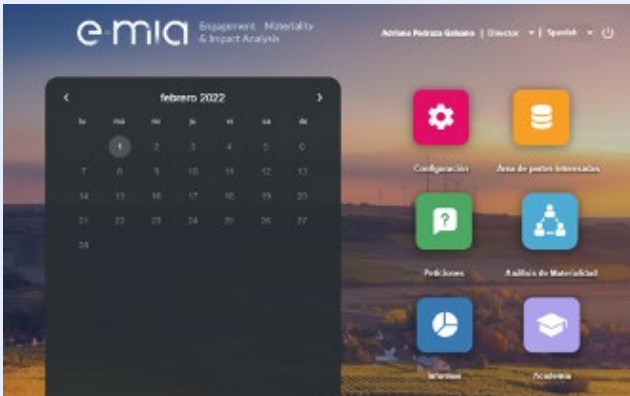 e-mia
Engagement · Materiality
& Impact Analysis
Adriana Pedroza Galeano | Director | Spanish
febrero 2022
lu ma mi ju vi sá do
1 2 3 4 5 6
7 8 9 10 11 12 13
14 15 16 17 18 19 20
21 22 23 24 25 26 27
28
Configuración
Área de partes interesadas
?
Peticiones
Análisis de Materialidad
Informes
Academia